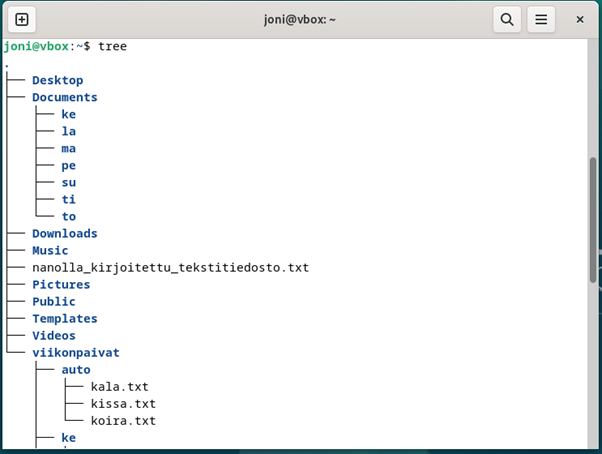 joni@vbox: ~
joni@vbox:~$ tree
.
├── Desktop
├── Documents
│   ├── ke
│   ├── la
│   ├── ma
│   ├── pe
│   ├── su
│   ├── ti
│   └── to
├── Downloads
├── Music
├── nanolla_kirjoitettu_tekstitiedosto.txt
├── Pictures
├── Public
├── Templates
├── Videos
└── viikonpaivat
    ├── auto
    │   ├── kala.txt
    │   ├── kissa.txt
    │   └── koira.txt
    ├── ke